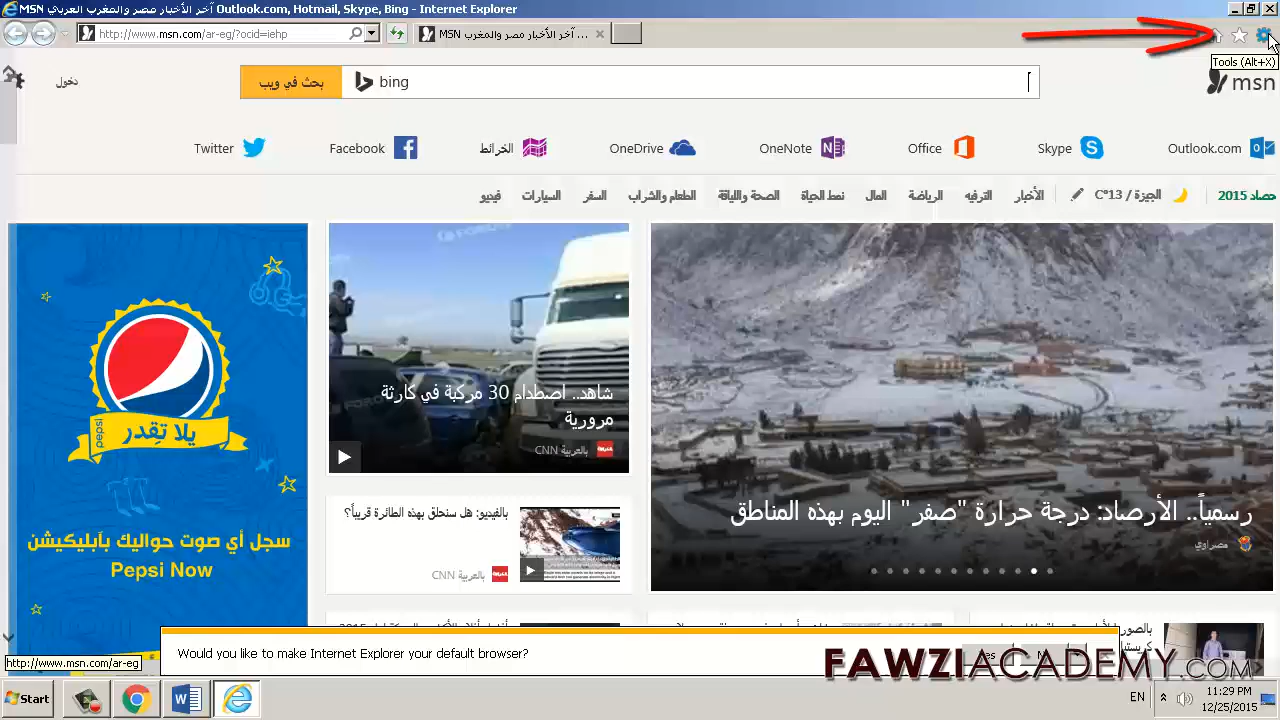 MSN آخر الأخبار مصر والمغرب العربي Outlook.com, Hotmail, Skype, Bing - Internet Explorer
http://www.msn.com/ar-eg/?ocid=iehp
MSN آخر الأخبار مصر والمغرب ...
Tools (Alt+X)
دخول
بحث في ويب
bing
msn
Twitter
Facebook
الخرائط
OneDrive
OneNote
Office
Skype
Outlook.com
حصاد 2015
الجيزة / 13°C
الأخبار
الترفيه
الرياضة
المال
نمط الحياة
الصحة واللياقة
الطعام والشراب
السفر
السيارات
فيديو
pepsi
يلا تقدر
سجل أي صوت حواليك بآبليكيشن
Pepsi Now
شاهد.. اصطدام 30 مركبة في كارثة
مرورية
CNN بالعربية
بالفيديو: هل سنحلق بهذه الطائرة قريباً؟
CNN بالعربية
رسمياً.. الأرصاد: درجة حرارة "صفر" اليوم بهذه المناطق
مصراوي
بالصور
http://www.msn.com/ar-eg
Would you like to make Internet Explorer your default browser?
FAWZIACADEMY.COM
Start
EN
11:29 PM
12/25/2015